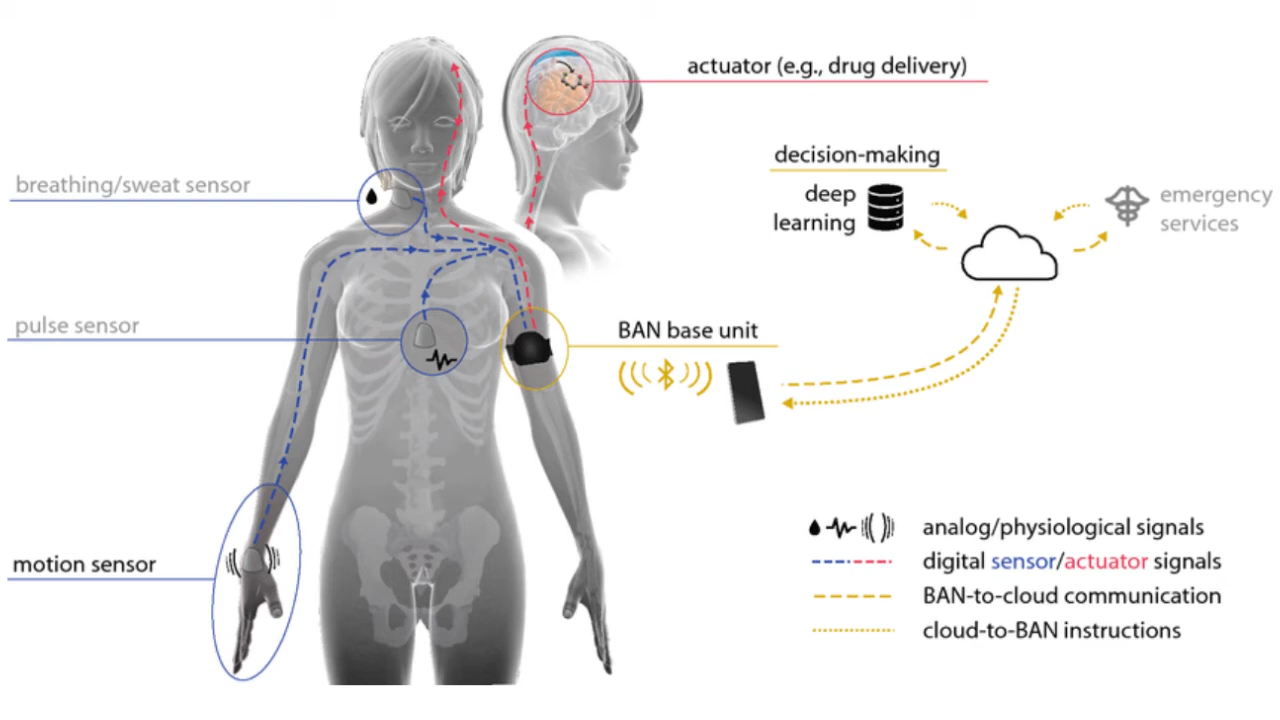 actuator (e.g., drug delivery)
decision-making
deep
learning
emergency
services
breathing/sweat sensor
pulse sensor
BAN base unit
motion sensor
analog/physiological signals
digital sensor/actuator signals
BAN-to-cloud communication
cloud-to-BAN instructions